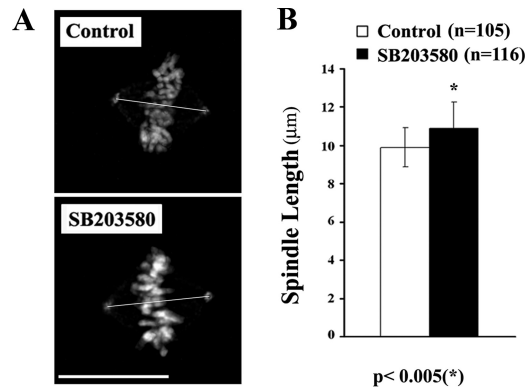 A
Control
SB203580
B
Control (n=105)
SB203580 (n=116)
Spindle Length (μm)
14
12
10
8
6
4
2
0
*
p< 0.005(*)